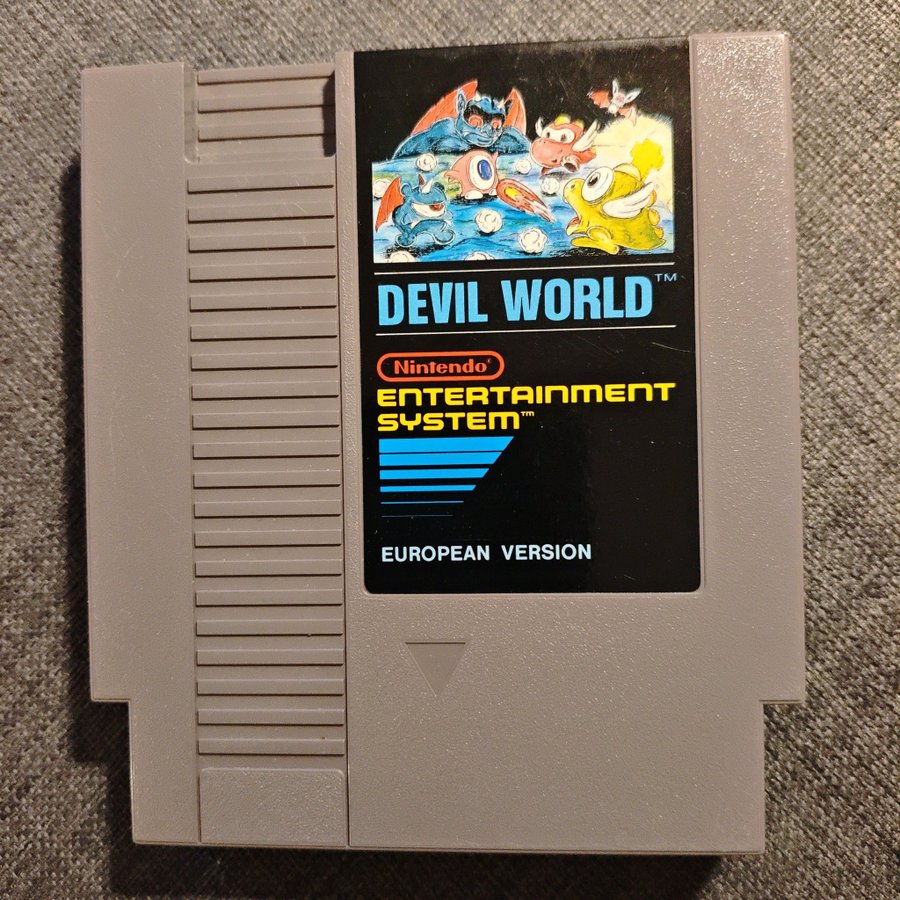 DEVIL WORLD™
Nintendo®
ENTERTAINMENT
SYSTEM™
EUROPEAN VERSION